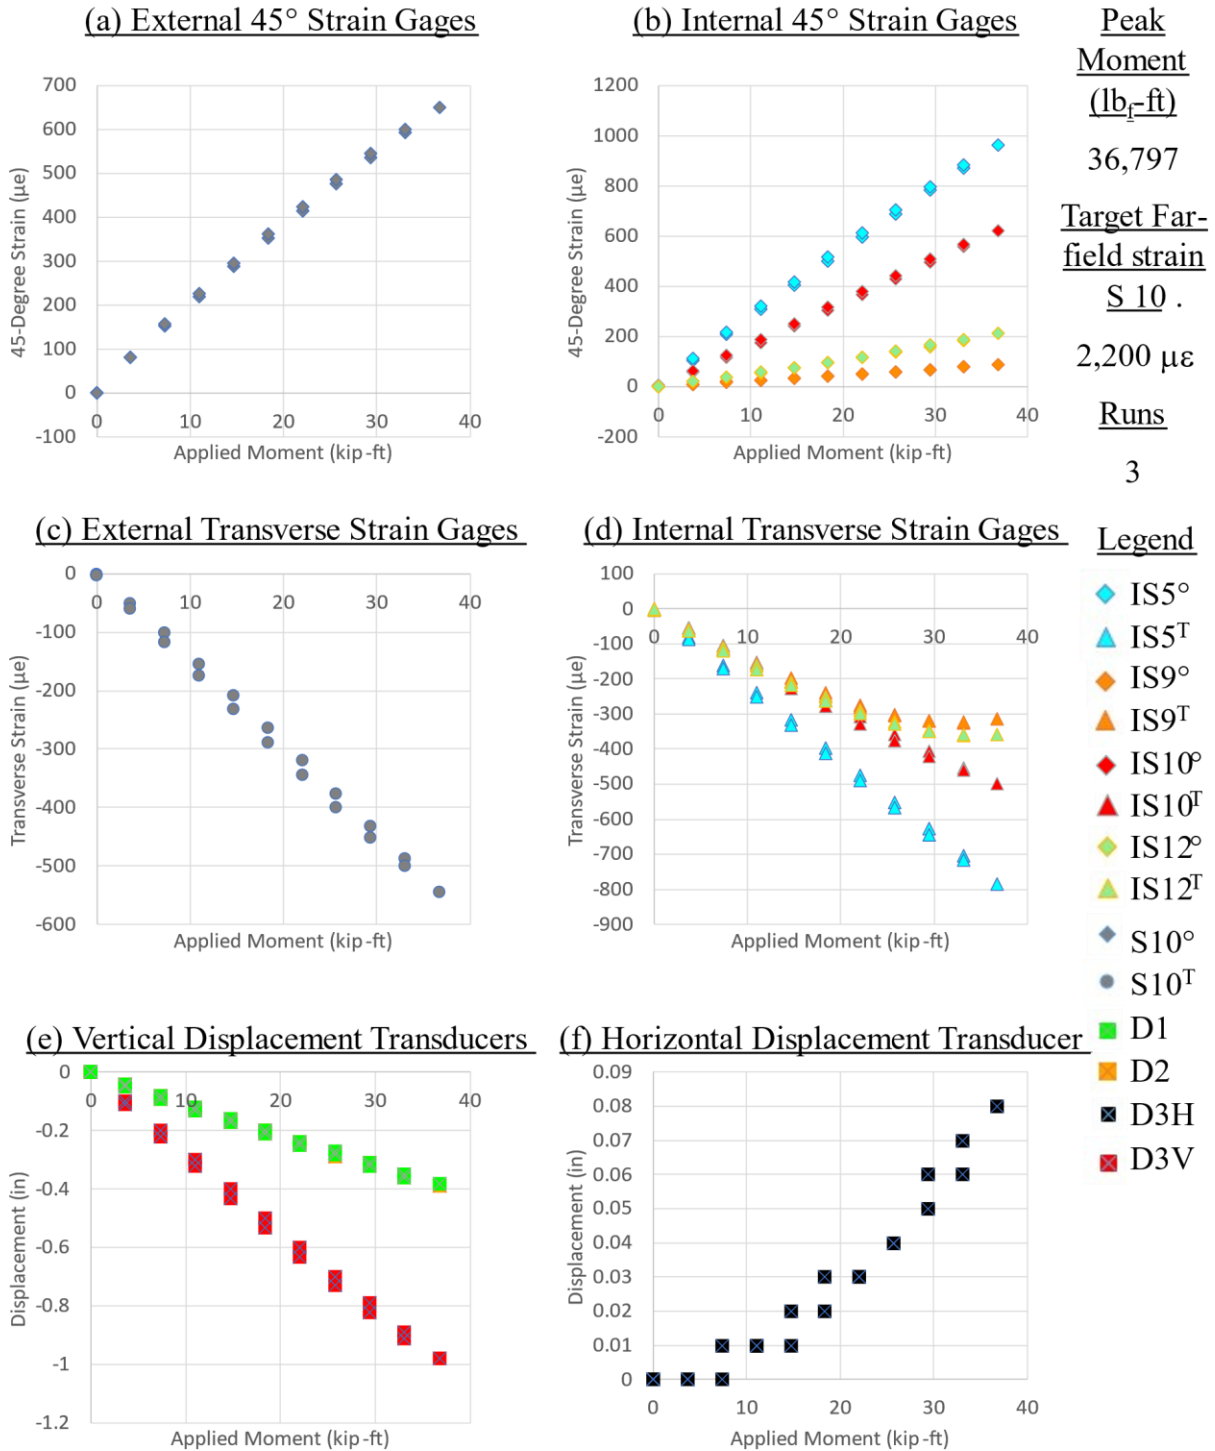 (a) External 45° Strain Gages
700
600
500
400
300
200
100
0
-100
0
10
20
30
40
45-Degree Strain (µe)
Applied Moment (kip-ft)
(b) Internal 45° Strain Gages
1200
1000
800
600
400
200
0
-200
0
10
20
30
40
45-Degree Strain (µe)
Applied Moment (kip-ft)
Peak
Moment
(lbf-ft)
36,797
Target Far-
field strain
S 10 .
2,200 µε
Runs
3
(c) External Transverse Strain Gages
0
-100
-200
-300
-400
-500
-600
0
10
20
30
40
Transverse Strain (µe)
Applied Moment (kip-ft)
(d) Internal Transverse Strain Gages
100
0
-100
-200
-300
-400
-500
-600
-700
-800
-900
0
10
20
30
40
Transverse Strain (µe)
Applied Moment (kip-ft)
Legend
IS5°
IS5ᵀ
IS9°
IS9ᵀ
IS10°
IS10ᵀ
IS12°
IS12ᵀ
S10°
S10ᵀ
D1
D2
D3H
D3V
(e) Vertical Displacement Transducers
0
-0.2
-0.4
-0.6
-0.8
-1
-1.2
0
10
20
30
40
Displacement (in)
Applied Moment (kip-ft)
(f) Horizontal Displacement Transducer
0.09
0.08
0.07
0.06
0.05
0.04
0.03
0.02
0.01
0
0
10
20
30
40
Displacement (in)
Applied Moment (kip-ft)